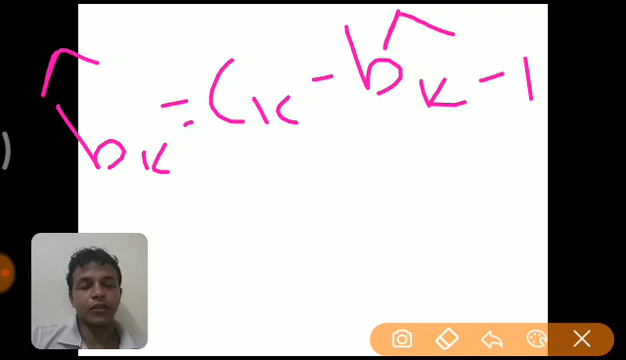 b̂ₖ = Cₖ - b̂ₖ - 1